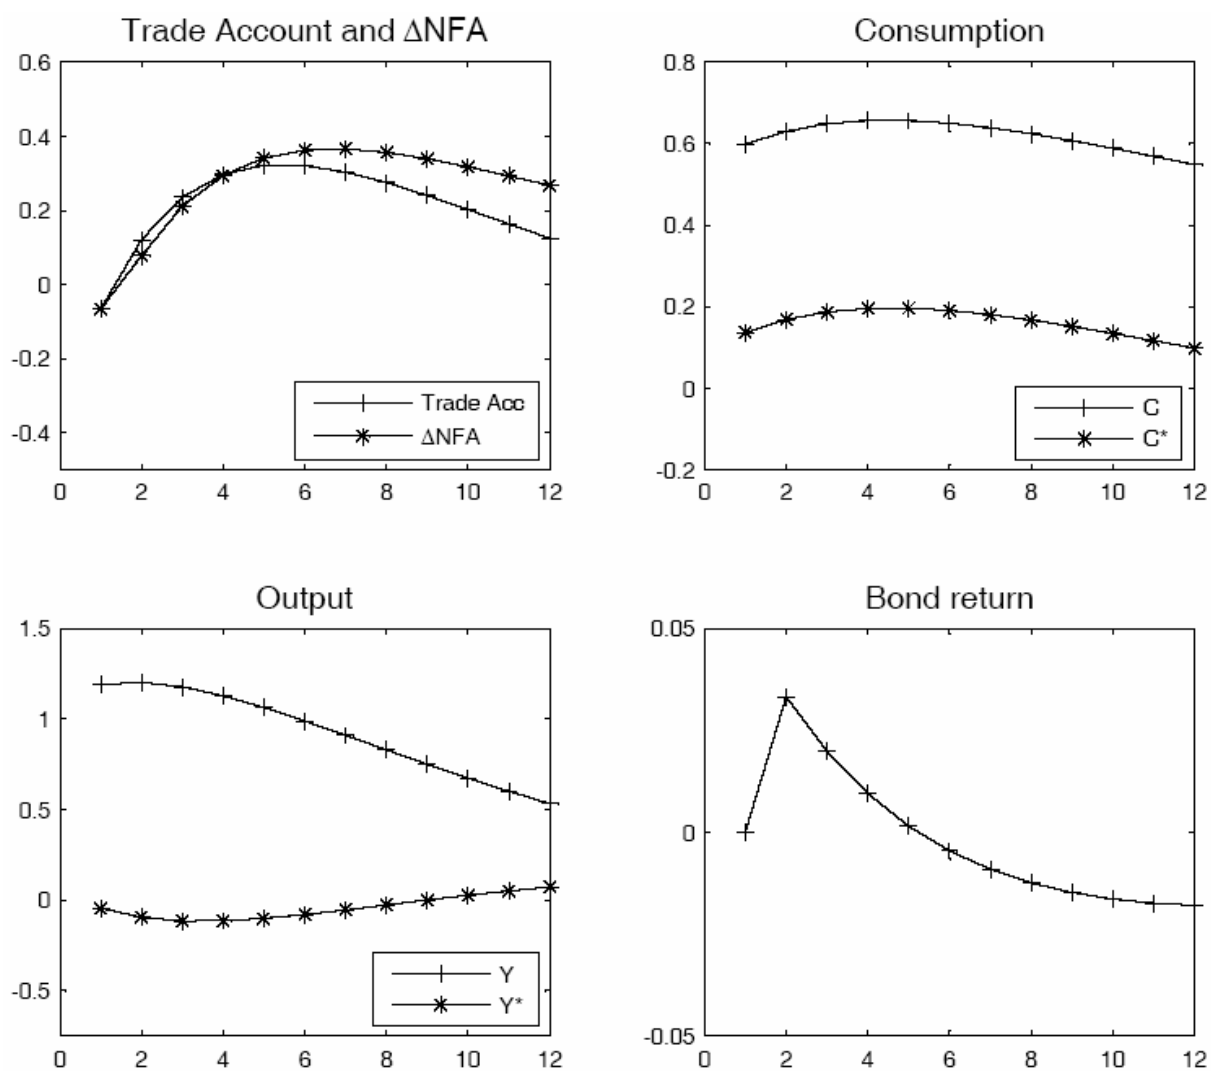 Trade Account and ΔNFA
0.6
0.4
0.2
0
-0.2
-0.4
0 2 4 6 8 10 12
Trade Acc
ΔNFA
Consumption
0.8
0.6
0.4
0.2
0
-0.2
0 2 4 6 8 10 12
C
C*
Output
1.5
1
0.5
0
-0.5
0 2 4 6 8 10 12
Y
Y*
Bond return
0.05
0
-0.05
0 2 4 6 8 10 12